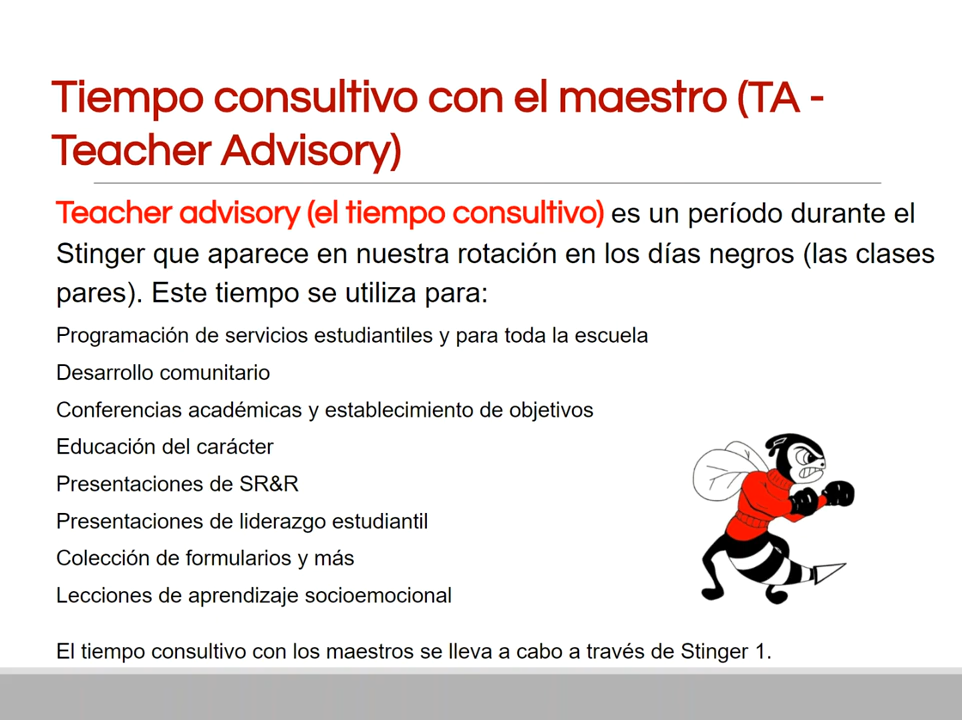 Tiempo consultivo con el maestro (TA -
Teacher Advisory)
Teacher advisory (el tiempo consultivo) es un período durante el
Stinger que aparece en nuestra rotación en los días negros (las clases
pares). Este tiempo se utiliza para:
Programación de servicios estudiantiles y para toda la escuela
Desarrollo comunitario
Conferencias académicas y establecimiento de objetivos
Educación del carácter
Presentaciones de SR&R
Presentaciones de liderazgo estudiantil
Colección de formularios y más
Lecciones de aprendizaje socioemocional
El tiempo consultivo con los maestros se lleva a cabo a través de Stinger 1.